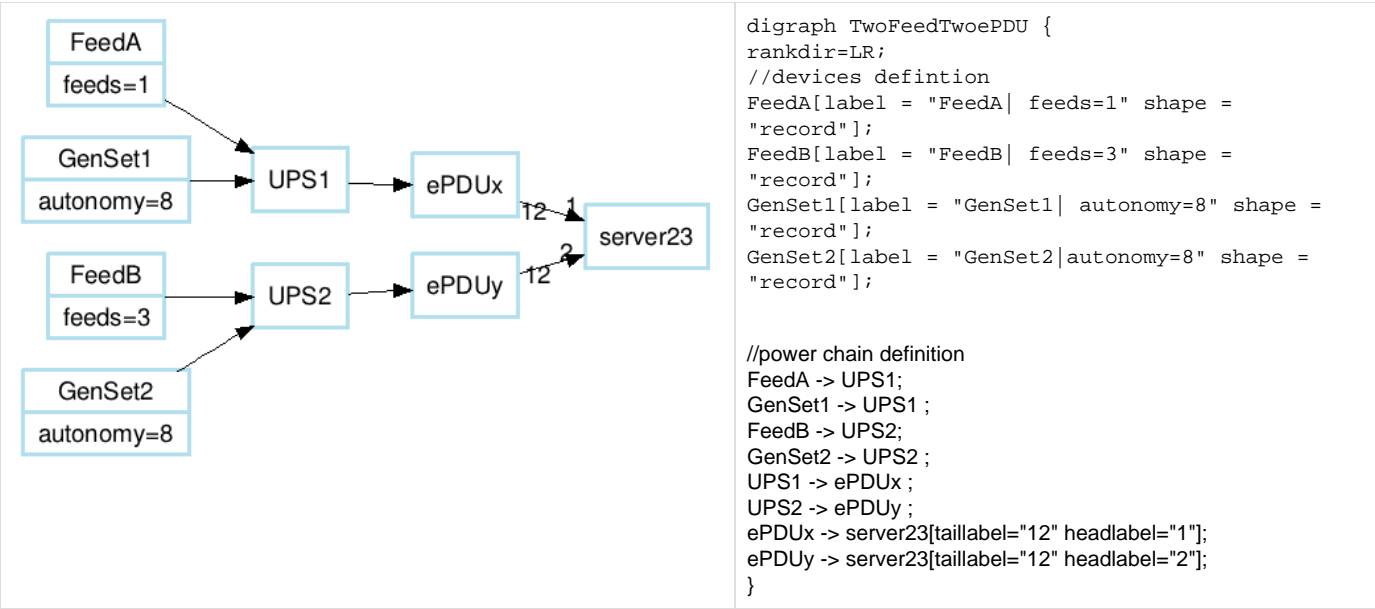 FeedA
feeds=1
GenSet1
autonomy=8
FeedB
feeds=3
GenSet2
autonomy=8
UPS1
UPS2
ePDUx
ePDUy
12
1
12
2
server23
digraph TwoFeedTwoePDU {
rankdir=LR;
//devices defintion
FeedA[label = "FeedA| feeds=1" shape =
"record"];
FeedB[label = "FeedB| feeds=3" shape =
"record"];
GenSet1[label = "GenSet1| autonomy=8" shape =
"record"];
GenSet2[label = "GenSet2|autonomy=8" shape =
"record"];
//power chain definition
FeedA -> UPS1;
GenSet1 -> UPS1 ;
FeedB -> UPS2;
GenSet2 -> UPS2 ;
UPS1 -> ePDUx ;
UPS2 -> ePDUy ;
ePDUx -> server23[taillabel="12" headlabel="1"];
ePDUy -> server23[taillabel="12" headlabel="2"];
}